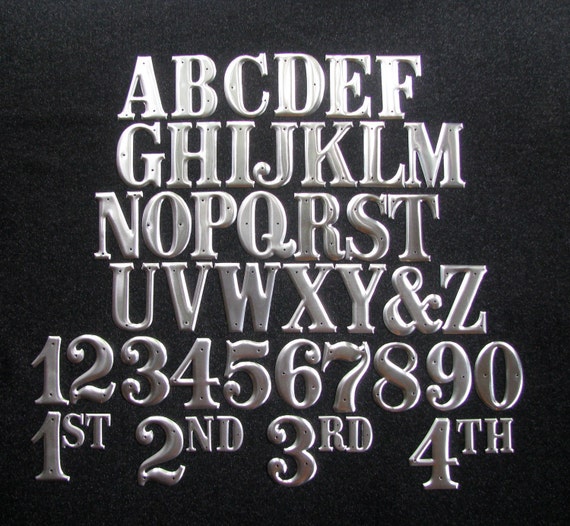 ABCDEF
GHIJKLM
NOPQRST
UVWXY&Z
1234567890
1ST 2ND 3RD 4TH